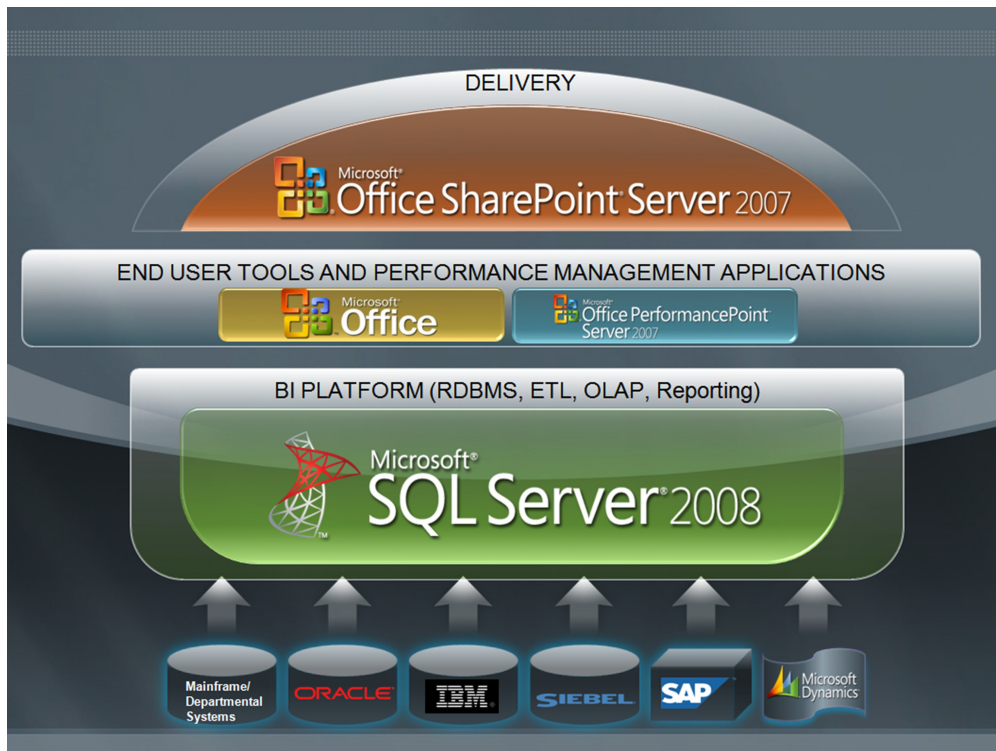 DELIVERY
Microsoft®
Office SharePoint Server 2007
END USER TOOLS AND PERFORMANCE MANAGEMENT APPLICATIONS
Microsoft®
Office
Microsoft®
Office PerformancePoint
Server 2007
BI PLATFORM (RDBMS, ETL, OLAP, Reporting)
Microsoft®
SQL Server® 2008
™
Mainframe/
Departmental
Systems
ORACLE®
IBM®
SIEBEL
SAP
Microsoft
Dynamics